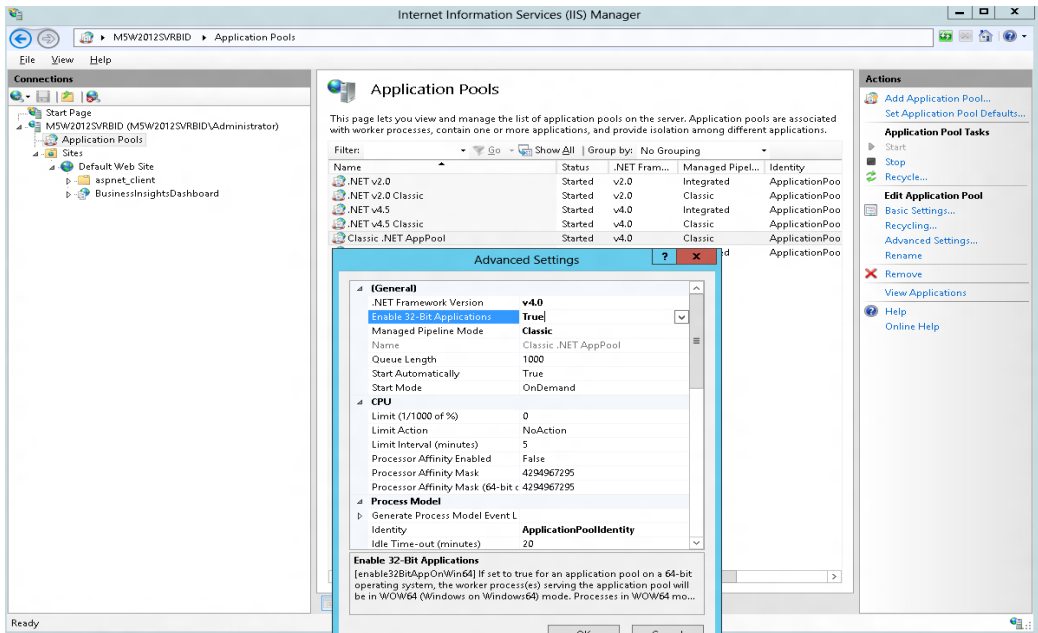 Internet Information Services (IIS) Manager
M5W2012SVRBID ▸ Application Pools
File View Help
Connections
Start Page
M5W2012SVRBID (M5W2012SVRBID\Administrator)
Application Pools
Sites
Default Web Site
aspnet_client
BusinessInsightsDashboard
Application Pools
This page lets you view and manage the list of application pools on the server. Application pools are associated
with worker processes, contain one or more applications, and provide isolation among different applications.
Filter: Go Show All | Group by: No Grouping
Name Status .NET Fram... Managed Pipel... Identity
.NET v2.0 Started v2.0 Integrated ApplicationPoo
.NET v2.0 Classic Started v2.0 Classic ApplicationPoo
.NET v4.5 Started v4.0 Integrated ApplicationPoo
.NET v4.5 Classic Started v4.0 Classic ApplicationPoo
Classic .NET AppPool Started v4.0 Classic ApplicationPoo
ApplicationPoo
Advanced Settings ? x
(General)
.NET Framework Version v4.0
Enable 32-Bit Applications True
Managed Pipeline Mode Classic
Name Classic .NET AppPool
Queue Length 1000
Start Automatically True
Start Mode OnDemand
CPU
Limit (1/1000 of %) 0
Limit Action NoAction
Limit Interval (minutes) 5
Processor Affinity Enabled False
Processor Affinity Mask 4294967295
Processor Affinity Mask (64-bit c 4294967295
Process Model
Generate Process Model Event L
Identity ApplicationPoolIdentity
Idle Time-out (minutes) 20
Enable 32-Bit Applications
[enable32BitAppOnWin64] If set to true for an application pool on a 64-bit
operating system, the worker process(es) serving the application pool will
be in WOW64 (Windows on Windows64) mode. Processes in WOW64 mo...
Actions
Add Application Pool...
Set Application Pool Defaults...
Application Pool Tasks
Start
Stop
Recycle...
Edit Application Pool
Basic Settings...
Recycling...
Advanced Settings...
Rename
Remove
View Applications
Help
Online Help
Ready